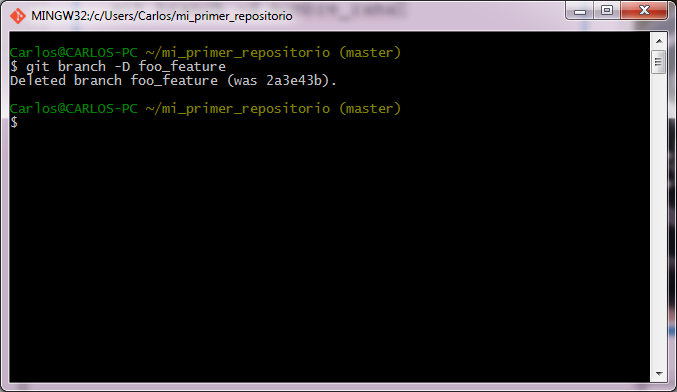 MINGW32:/c/Users/Carlos/mi_primer_repositorio
Carlos@CARLOS-PC ~/mi_primer_repositorio (master)
$ git branch -D foo_feature
Deleted branch foo_feature (was 2a3e43b).
Carlos@CARLOS-PC ~/mi_primer_repositorio (master)
$